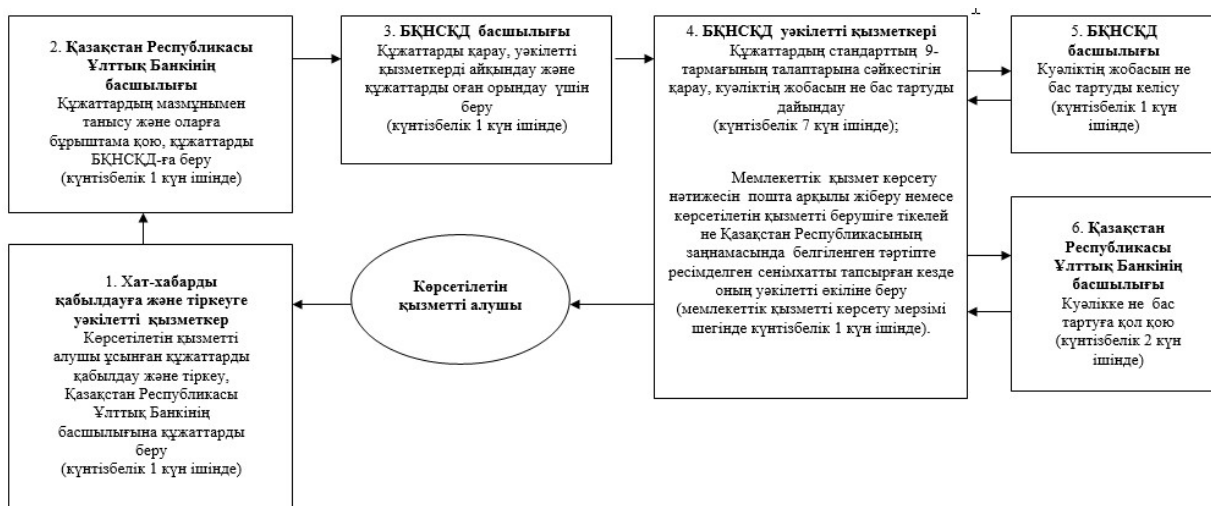 2. Қазақстан Республикасы
Ұлттық Банкінің
басшылығы
Құжаттардың мазмұнымен
танысу және оларға
бұрыштама қою, құжаттарды
БҚНСҚД-ға беру
(күнтізбелік 1 күн ішінде)
3. БҚНСҚД басшылығы
Құжаттарды қарау, уәкілетті
қызметкерді айқындау және
құжаттарды оған орындау үшін
беру
(күнтізбелік 1 күн ішінде)
4. БҚНСҚД уәкілетті қызметкері
Құжаттардың стандарттың 9-
тармағының талаптарына сәйкестігін
қарау, куәліктің жобасын не бас тартуды
дайындау
(күнтізбелік 7 күн ішінде);
Мемлекеттік қызмет көрсету
нәтижесін пошта арқылы жіберу немесе
көрсетілетін қызметті берушіге тікелей
не Қазақстан Республикасының
заңнамасында белгіленген тәртіпте
ресімделген сенімхатты тапсырған кезде
оның уәкілетті өкіліне беру
(мемлекеттік қызметті көрсету мерзімі
шегінде күнтізбелік 1 күн ішінде).
5. БҚНСҚД
басшылығы
Куәліктің жобасын не
бас тартуды келісу
(күнтізбелік 1 күн
ішінде)
6. Қазақстан
Республикасы
Ұлттық Банкінің
басшылығы
Куәлікке не бас
тартуға қол қою
(күнтізбелік 2 күн
ішінде)
1. Хат-хабарды
қабылдауға және тіркеуге
уәкілетті қызметкер
Көрсетілетін қызметті
алушы ұсынған құжаттарды
қабылдау және тіркеу,
Қазақстан Республикасы
Ұлттық Банкінің
басшылығына құжаттарды
беру
(күнтізбелік 1 күн ішінде)
Көрсетілетін
қызметті алушы